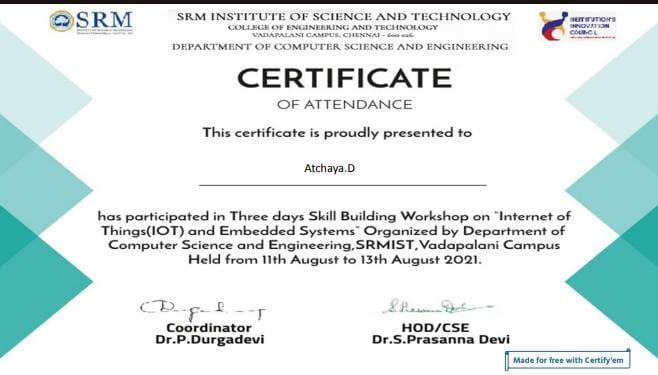 SRM
SRM INSTITUTE OF SCIENCE AND TECHNOLOGY
COLLEGE OF ENGINEERING AND TECHNOLOGY
VADAPALANI CAMPUS, CHENNAI - 600 026.
DEPARTMENT OF COMPUTER SCIENCE AND ENGINEERING
INSTITUTION'S
INNOVATION
COUNCIL
CERTIFICATE
OF ATTENDANCE
This certificate is proudly presented to
Atchaya.D
has participated in Three days Skill Building Workshop on "Internet of
Things(IOT) and Embedded Systems" Organized by Department of
Computer Science and Engineering,SRMIST,Vadapalani Campus
Held from 11th August to 13th August 2021.
Coordinator
Dr.P.Durgadevi
HOD/CSE
Dr.S.Prasanna Devi
Made for free with Certify'em